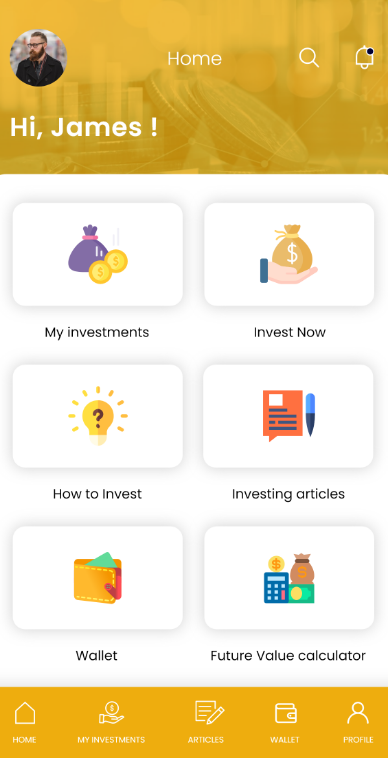 Home
Hi, James !
My investments
Invest Now
How to Invest
Investing articles
Wallet
Future Value calculator
HOME
MY INVESTMENTS
ARTICLES
WALLET
PROFILE